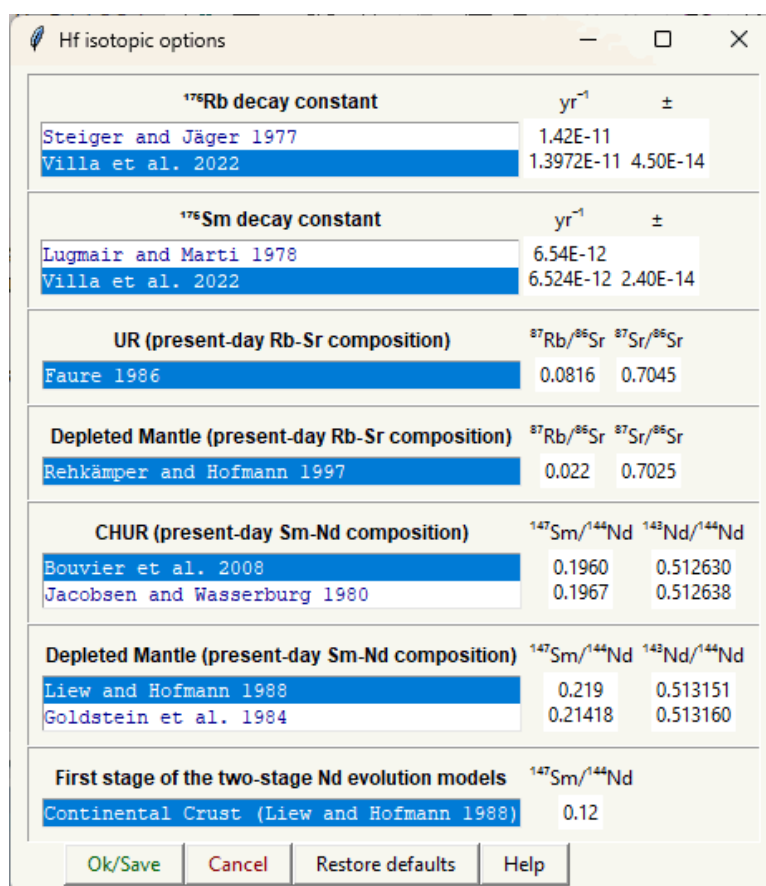 Hf isotopic options
¹⁷⁶Rb decay constant yr⁻¹ ±
Steiger and Jäger 1977 1.42E-11
Villa et al. 2022 1.3972E-11 4.50E-14
¹⁷⁶Sm decay constant yr⁻¹ ±
Lugmair and Marti 1978 6.54E-12
Villa et al. 2022 6.524E-12 2.40E-14
UR (present-day Rb-Sr composition) ⁸⁷Rb/⁸⁶Sr ⁸⁷Sr/⁸⁶Sr
Faure 1986 0.0816 0.7045
Depleted Mantle (present-day Rb-Sr composition) ⁸⁷Rb/⁸⁶Sr ⁸⁷Sr/⁸⁶Sr
Rehkämper and Hofmann 1997 0.022 0.7025
CHUR (present-day Sm-Nd composition) ¹⁴⁷Sm/¹⁴⁴Nd ¹⁴³Nd/¹⁴⁴Nd
Bouvier et al. 2008 0.1960 0.512630
Jacobsen and Wasserburg 1980 0.1967 0.512638
Depleted Mantle (present-day Sm-Nd composition) ¹⁴⁷Sm/¹⁴⁴Nd ¹⁴³Nd/¹⁴⁴Nd
Liew and Hofmann 1988 0.219 0.513151
Goldstein et al. 1984 0.21418 0.513160
First stage of the two-stage Nd evolution models ¹⁴⁷Sm/¹⁴⁴Nd
Continental Crust (Liew and Hofmann 1988) 0.12
Ok/Save Cancel Restore defaults Help